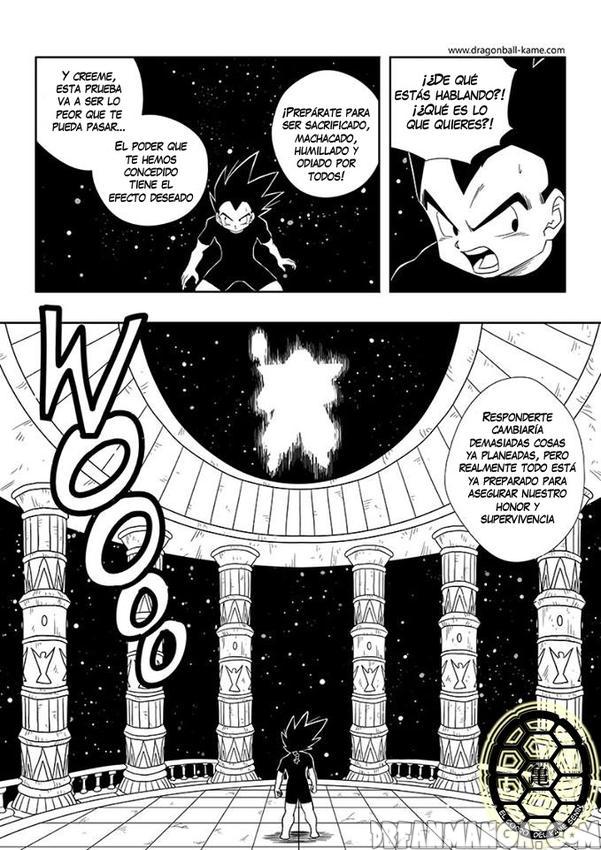 www.dragonball-kame.com
Y CREEME,
ESTA PRUEBA
VA A SER LO
PEOR QUE TE
PUEDA PASAR...
EL PODER QUE
TE HEMOS
CONCEDIDO
TIENE EL
EFECTO DESEADO
¡PREPÁRATE PARA
SER SACRIFICADO,
MACHACADO,
HUMILLADO Y
ODIADO POR
TODOS!
¡¿DE QUÉ
ESTÁS HABLANDO?!
¡¿QUÉ ES LO
QUE QUIERES?!
WOOOOO
RESPONDERTE
CAMBIARÍA
DEMASIADAS COSAS
YA PLANEADAS, PERO
REALMENTE TODO ESTÁ
YA PREPARADO PARA
ASEGURAR NUESTRO
HONOR Y
SUPERVIVENCIA
亀
DREAMMANGA.COM